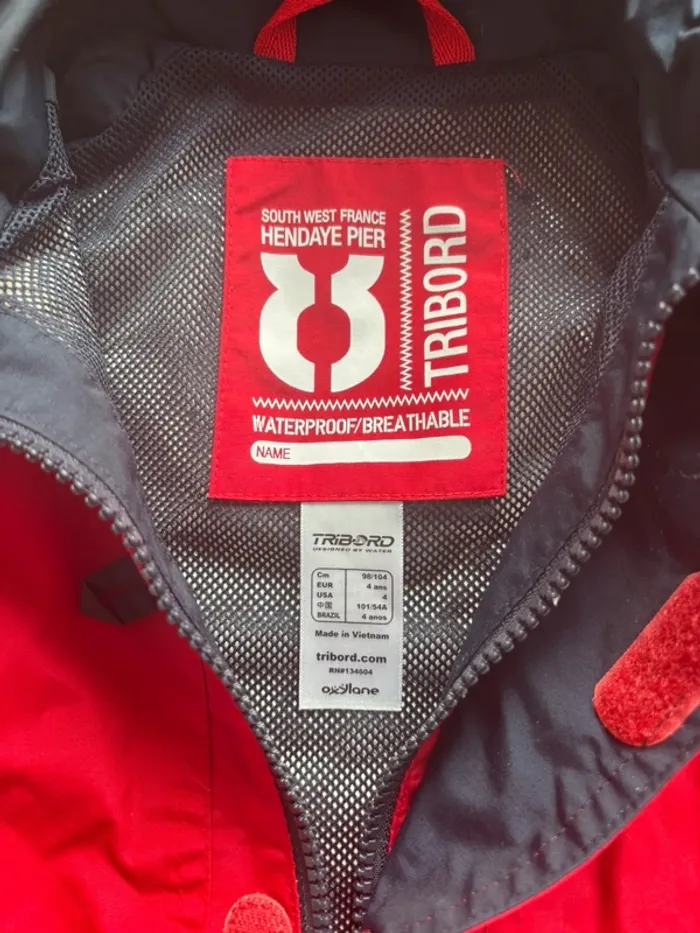 SOUTH WEST FRANCE
HENDAYE PIER
TRIBORD
WATERPROOF/BREATHABLE
NAME
TRIBORD
DESIGNED BY WATER
Cm 98/104
EUR 4 ans
USA 4
中国 101/54A
BRAZIL 4 anos
Made in Vietnam
tribord.com
RN#134604
oxylane